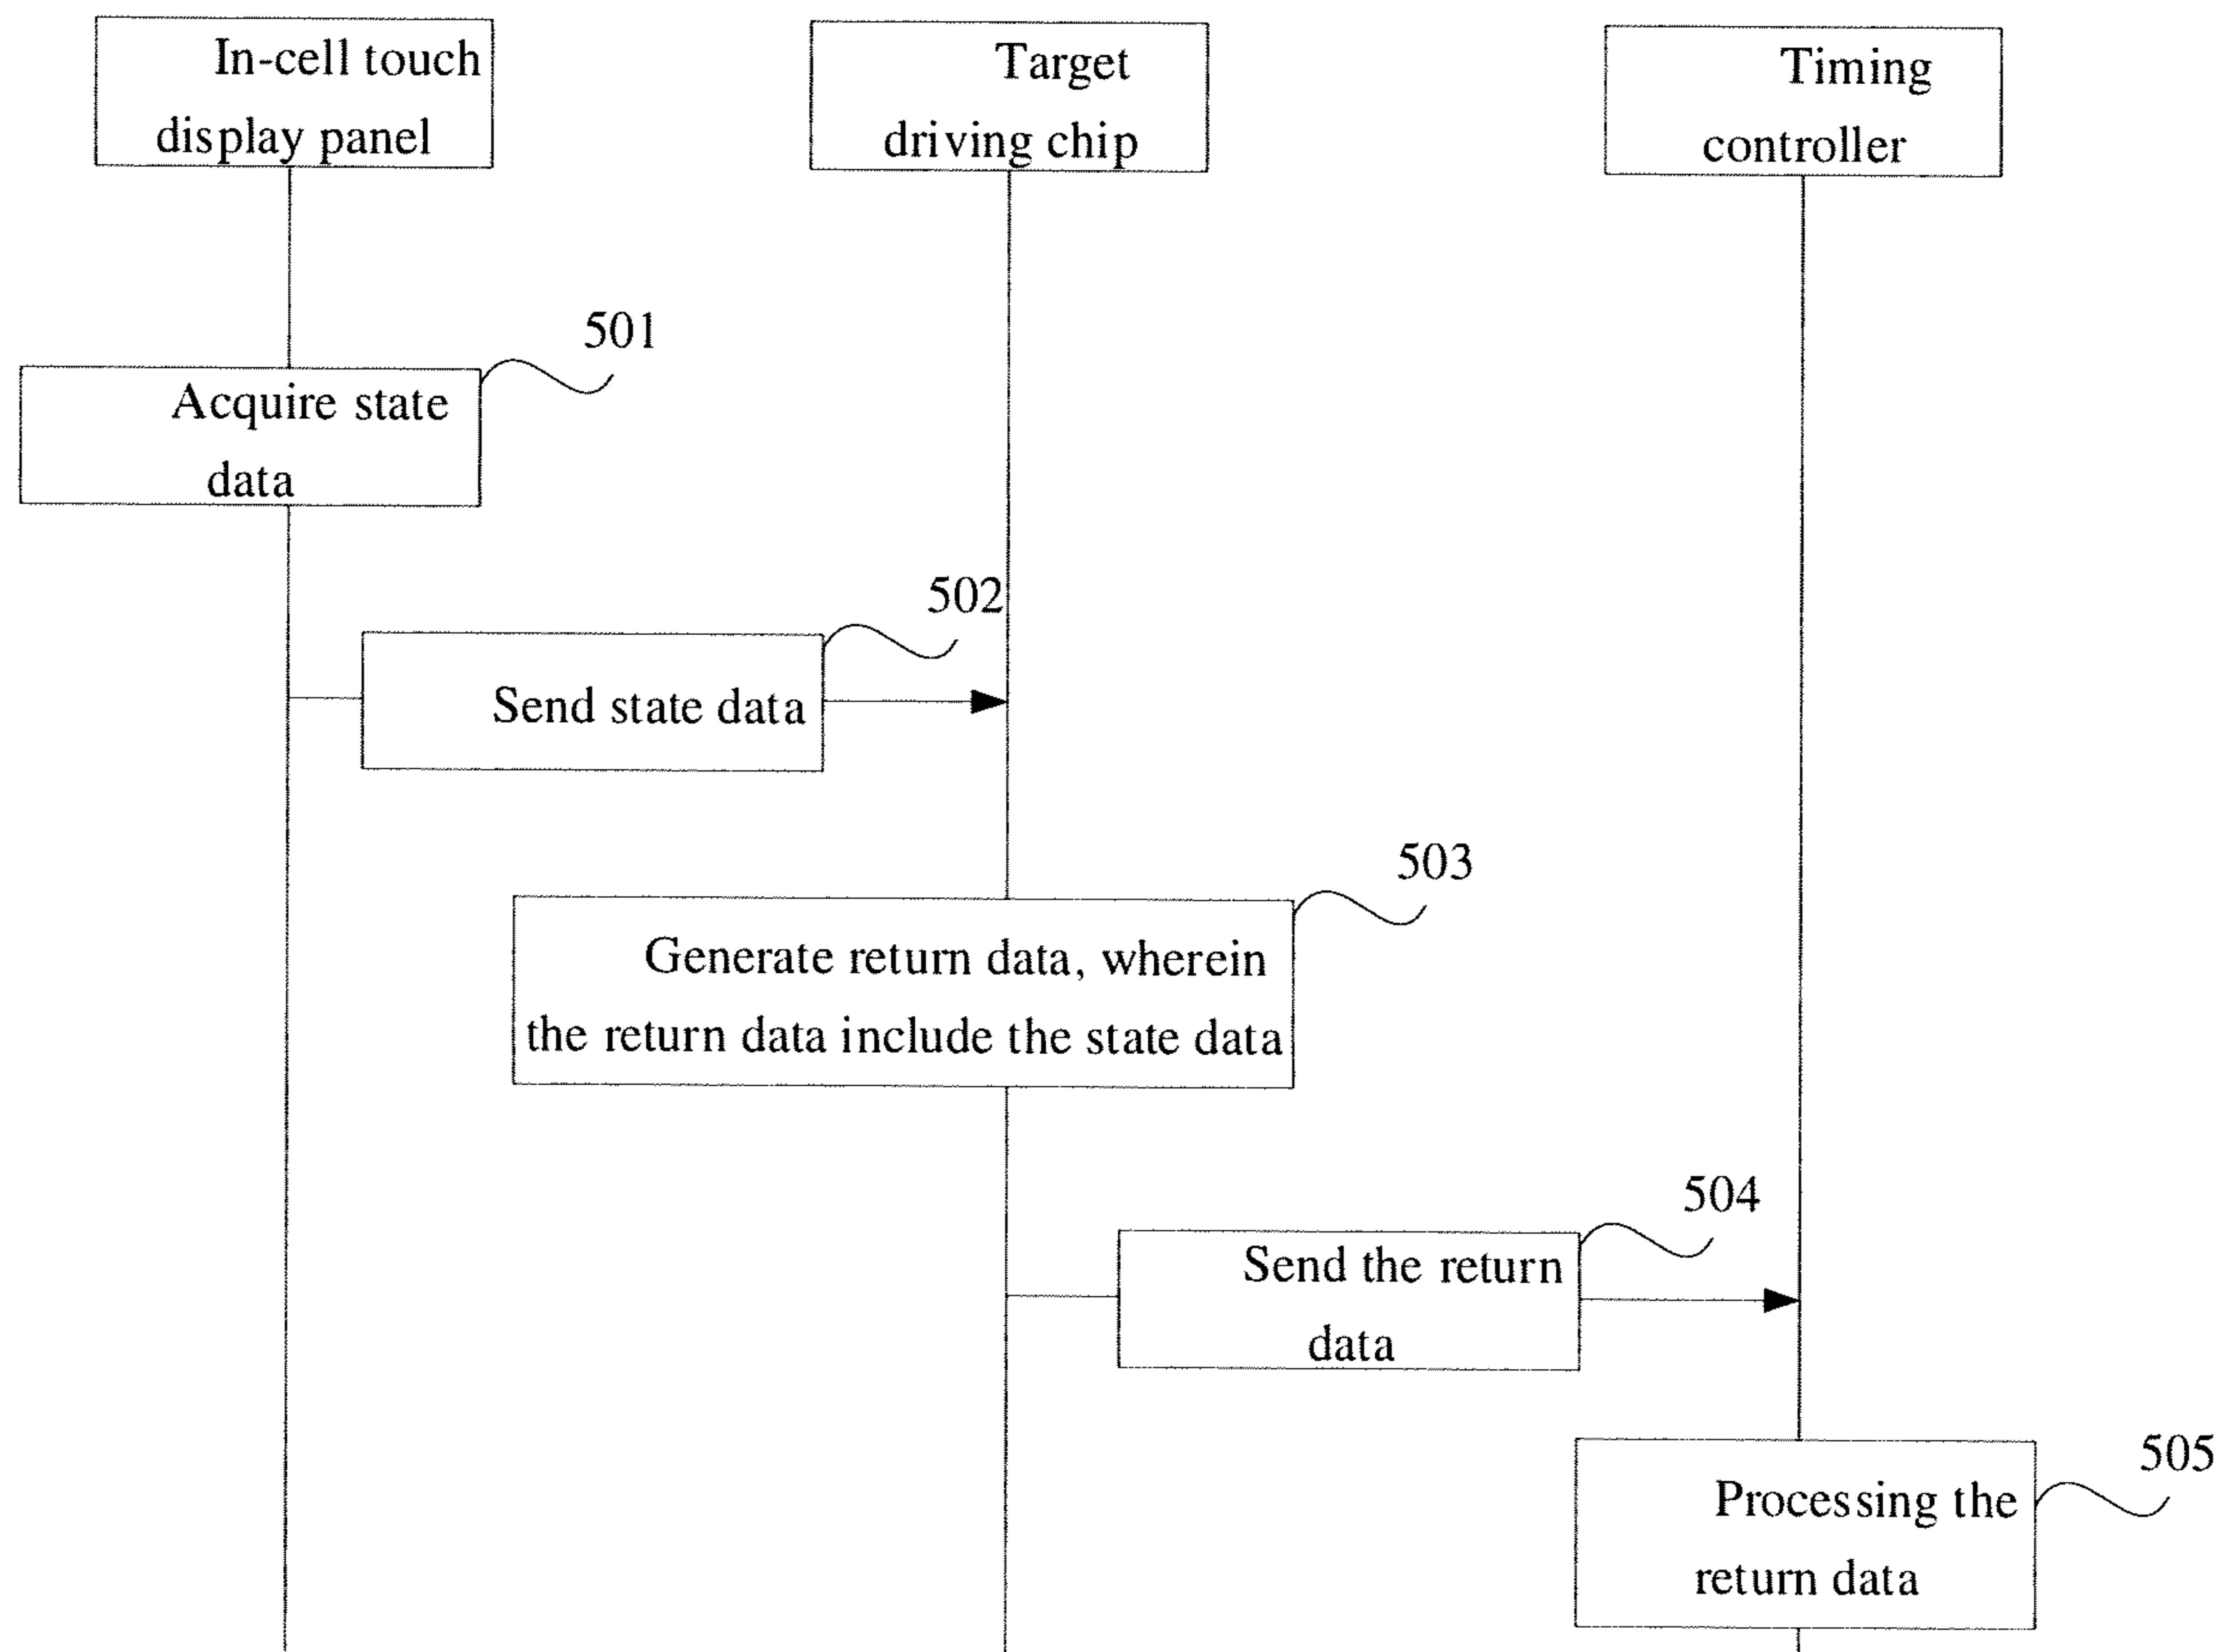 In-cell touch
display panel
Target
driving chip
Timing
controller
501
Acquire state
data
502
Send state data
503
Generate return data, wherein
the return data include the state data
504
Send the return
data
505
Processing the
return data